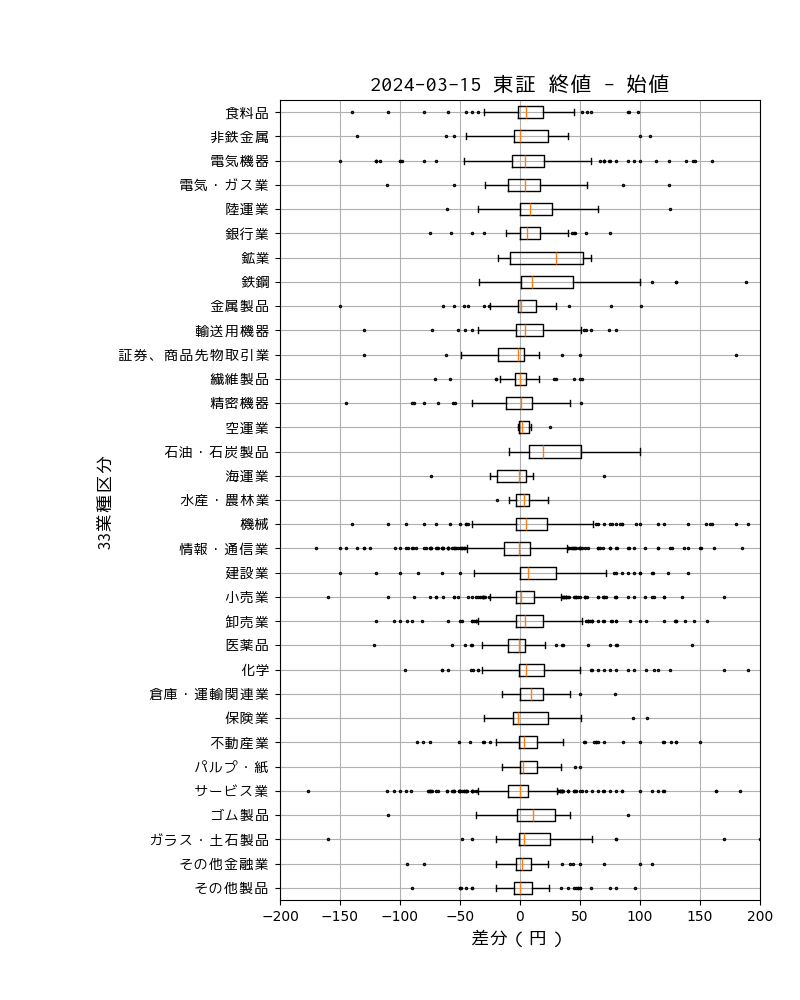 2024-03-15 東証 終値 - 始値
食料品
非鉄金属
電気機器
電気・ガス業
陸運業
銀行業
鉱業
鉄鋼
金属製品
輸送用機器
証券、商品先物取引業
繊維製品
精密機器
空運業
石油・石炭製品
海運業
水産・農林業
機械
情報・通信業
建設業
小売業
卸売業
医薬品
化学
倉庫・運輸関連業
保険業
不動産業
パルプ・紙
サービス業
ゴム製品
ガラス・土石製品
その他金融業
その他製品
33業種区分
−200 −150 −100 −50 0 50 100 150 200
差分 (円)